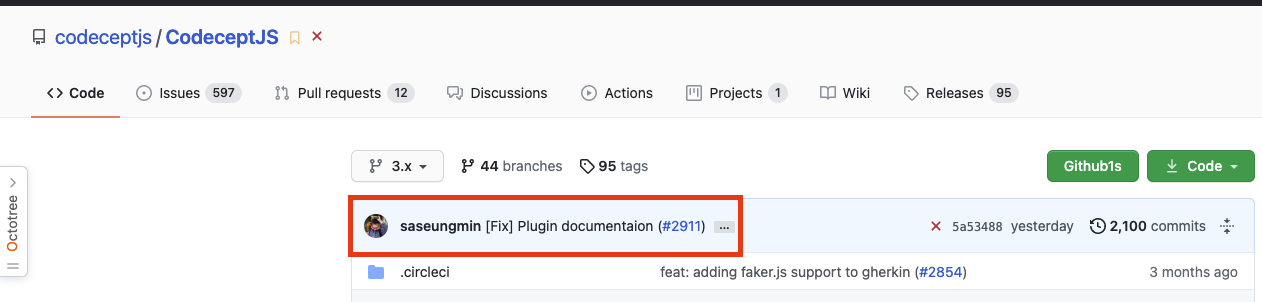 codeceptjs / CodeceptJS
Code Issues 597 Pull requests 12 Discussions Actions Projects 1 Wiki Releases 95
3.x 44 branches 95 tags Github1s Code
saseungmin [Fix] Plugin documentaion (#2911) ... 5a53488 yesterday 2,100 commits
.circleci feat: adding faker.js support to gherkin (#2854) 3 months ago
Octotree